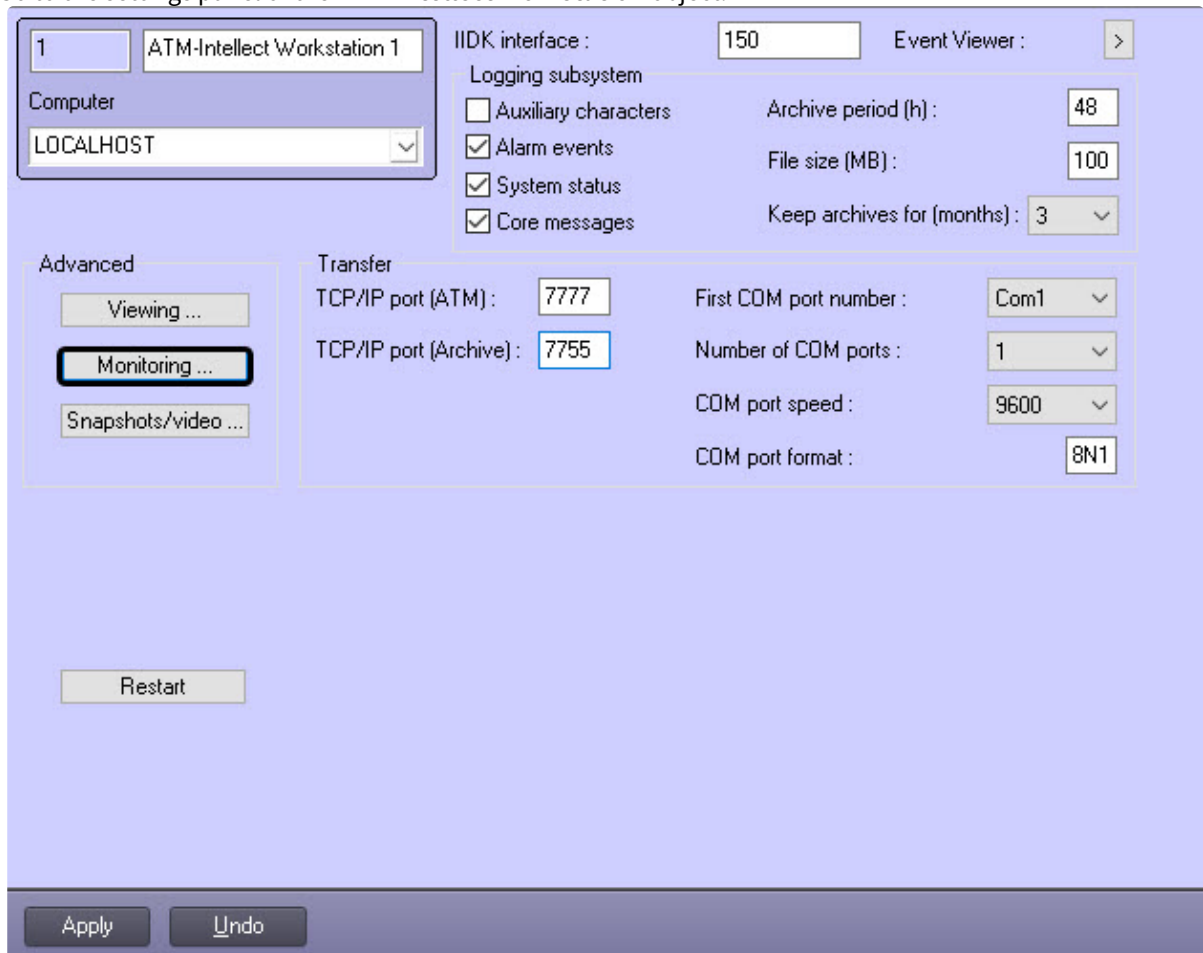 1
ATM-Intellect Workstation 1
Computer
LOCALHOST
IIDK interface :
150
Event Viewer :
>
Logging subsystem
Auxiliary characters
Alarm events
System status
Core messages
Archive period (h) :
48
File size (MB) :
100
Keep archives for (months) :
3
Advanced
Viewing ...
Monitoring ...
Snapshots/video ...
Transfer
TCP/IP port (ATM) :
7777
TCP/IP port (Archive) :
7755
First COM port number :
Com1
Number of COM ports :
1
COM port speed :
9600
COM port format :
8N1
Restart
Apply
Undo